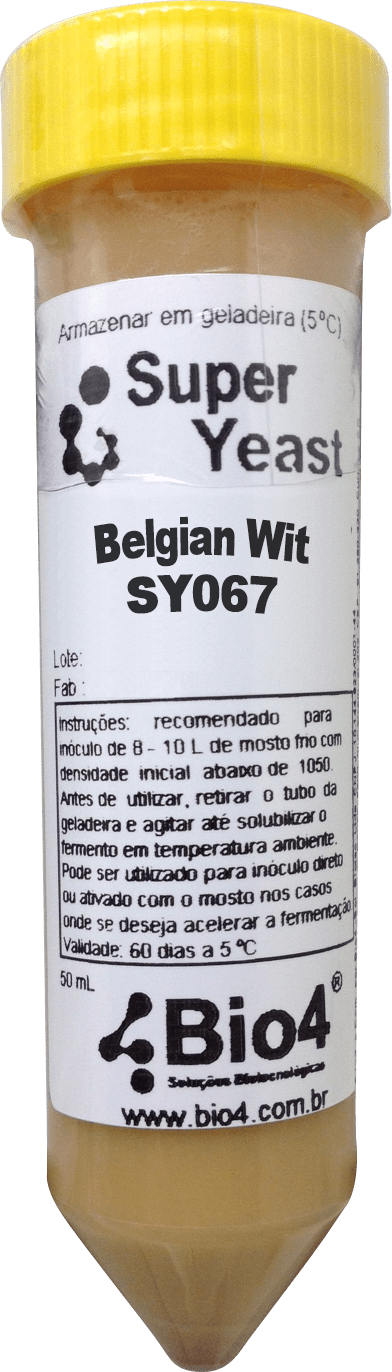 Armazenar em geladeira (5ºC)
Super
Yeast
Belgian Wit
SY067
Lote:
Fab :
Instruções: recomendado para
inóculo de 8 - 10 L de mosto frio com
densidade inicial abaixo de 1050.
Antes de utilizar, retirar o tubo da
geladeira e agitar até solubilizar o
fermento em temperatura ambiente.
Pode ser utilizado para inóculo direto
ou ativado com o mosto nos casos
onde se deseja acelerar a fermentação.
Validade: 60 dias a 5 ºC
50 mL
Bio4®
Soluções Biotecnológicas
www.bio4.com.br